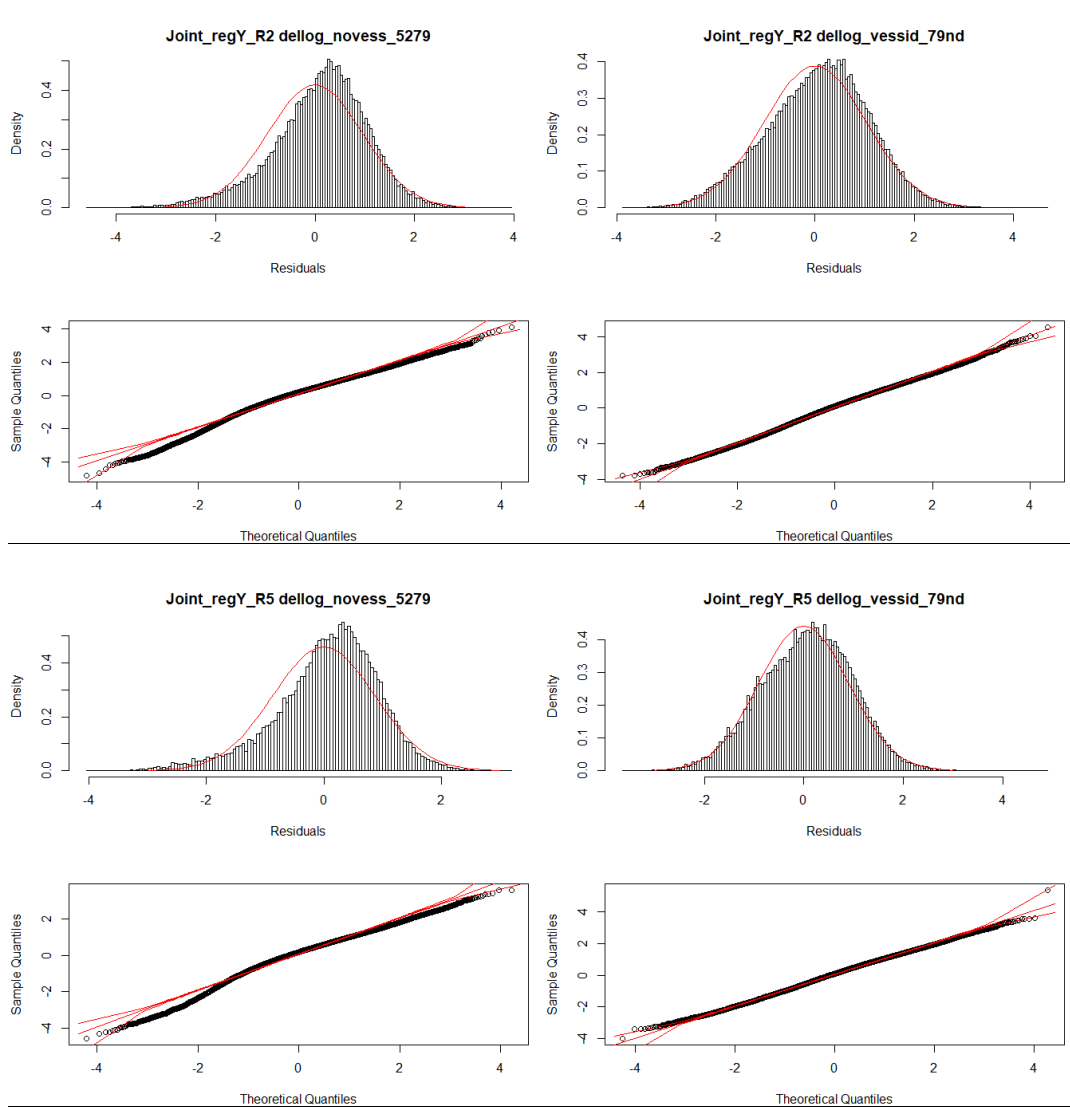 Joint_regY_R2 dellog_novess_5279
Density
0.0 0.2 0.4
-4 -2 0 2 4
Residuals
Joint_regY_R2 dellog_vessid_79nd
Density
0.0 0.1 0.2 0.3 0.4
-4 -2 0 2 4
Residuals
Sample Quantiles
-4 -2 0 2 4
-4 -2 0 2 4
Theoretical Quantiles
Sample Quantiles
-4 -2 0 2 4
-4 -2 0 2 4
Theoretical Quantiles
Joint_regY_R5 dellog_novess_5279
Density
0.0 0.2 0.4
-4 -2 0 2
Residuals
Joint_regY_R5 dellog_vessid_79nd
Density
0.0 0.1 0.2 0.3 0.4
-2 0 2 4
Residuals
Sample Quantiles
-4 -2 0 2
-4 -2 0 2 4
Theoretical Quantiles
Sample Quantiles
-4 -2 0 2 4
-4 -2 0 2 4
Theoretical Quantiles